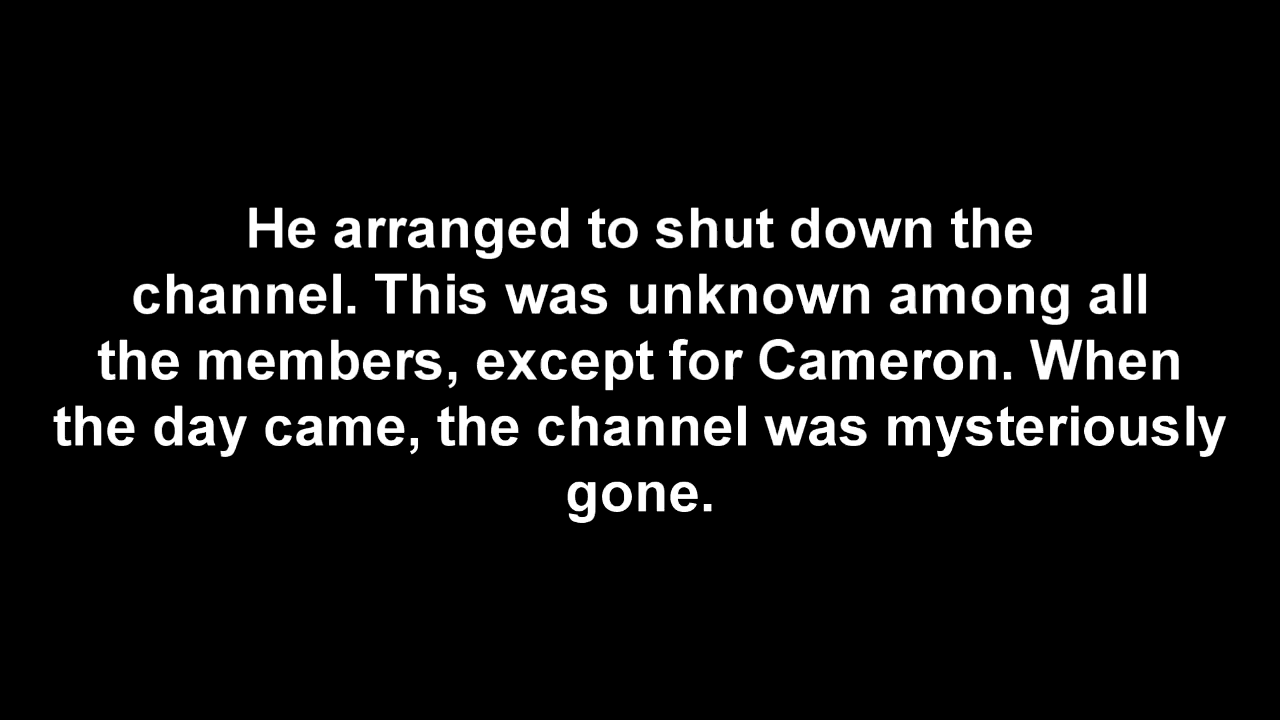 He arranged to shut down the
channel. This was unknown among all
the members, except for Cameron. When
the day came, the channel was mysteriously
gone.